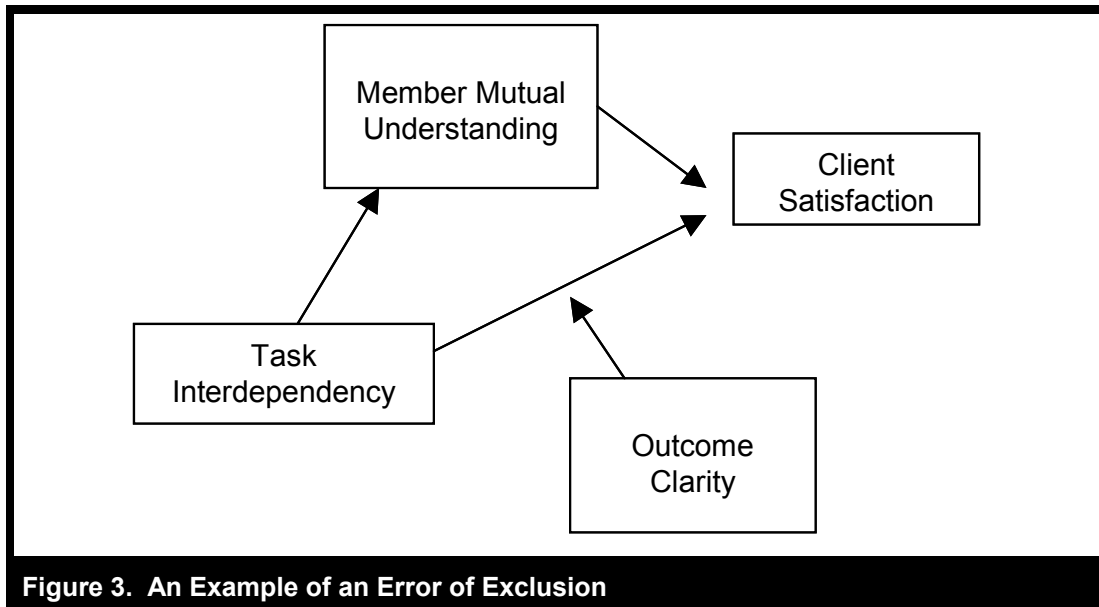 Member Mutual
Understanding
Client
Satisfaction
Task
Interdependency
Outcome
Clarity
Figure 3. An Example of an Error of Exclusion